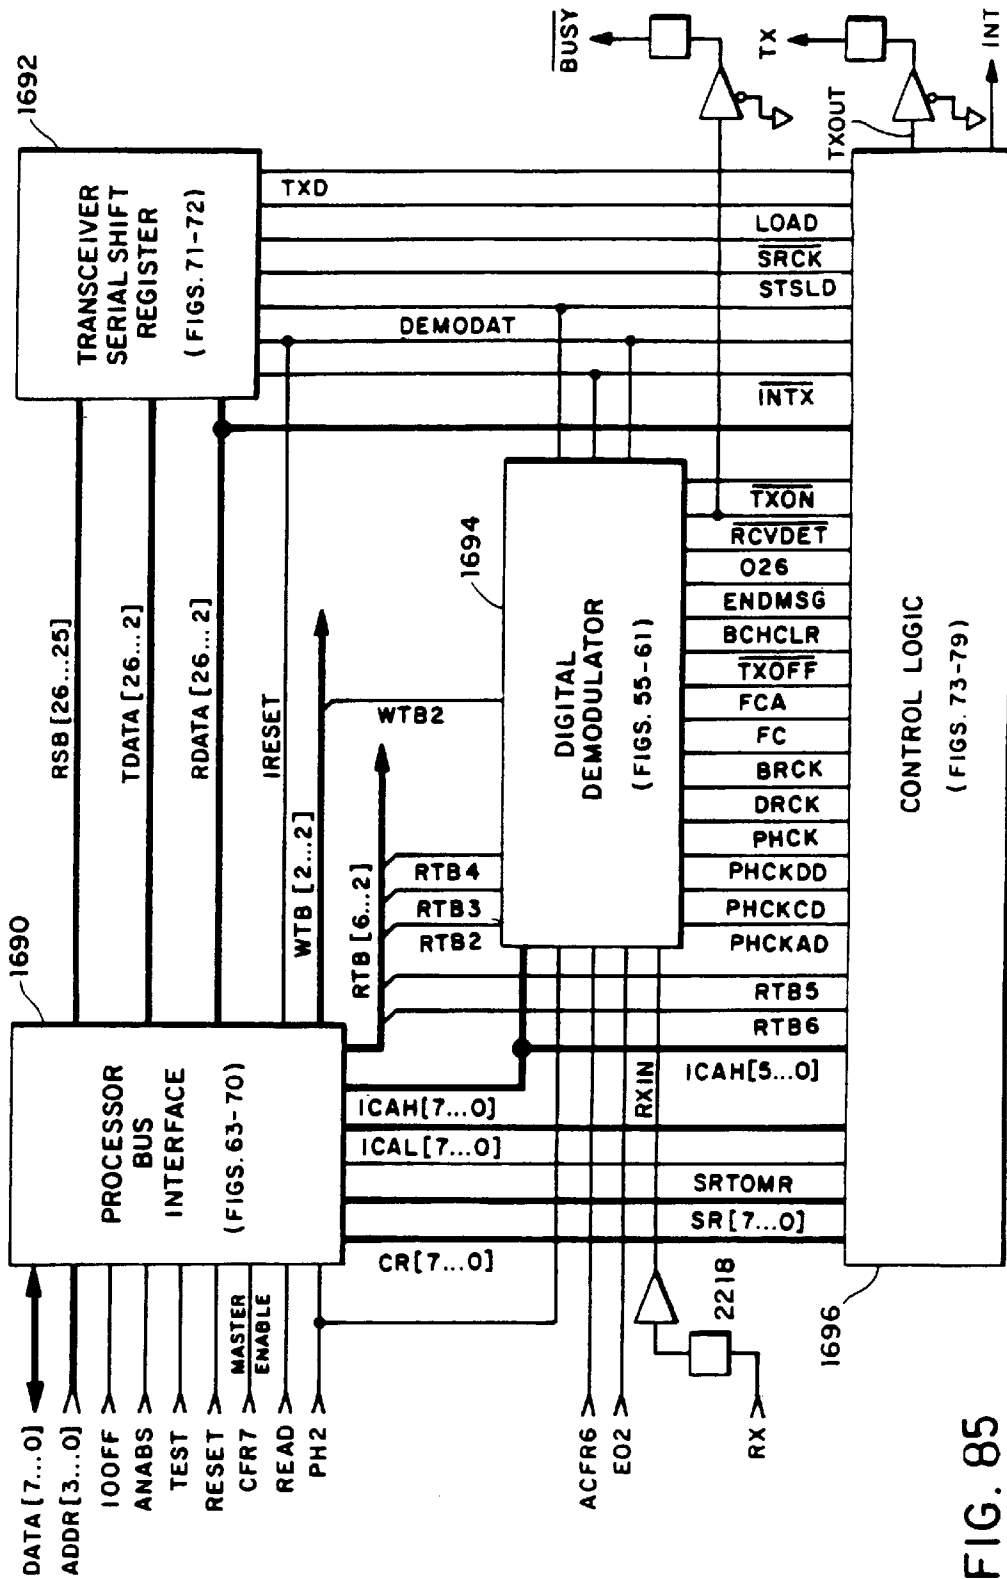 DATA [7...0]
ADDR [3...0]
IOOFF
ANABS
TEST
RESET
CFR7
MASTER
ENABLE
READ
PH2
1690
PROCESSOR
BUS
INTERFACE
(FIGS. 63-70)
RSB [26...25]
TDATA [26...2]
RDATA [26...2]
IRESET
WTB [2...2]
RTB [6...2]
1692
TRANSCEIVER
SERIAL SHIFT
REGISTER
(FIGS. 71-72)
TXD
LOAD
SRCK
STSLD
DEMODAT
INTX
BUSY
TX
TXOUT
INT
WTB2
RTB4
RTB3
RTB2
1694
DIGITAL
DEMODULATOR
(FIGS. 55-61)
TXON
RCVDET
026
ENDMSG
BCHCLR
TXOFF
FCA
FC
BRCK
DRCK
PHCK
PHCKDD
PHCKCD
PHCKAD
RTB5
RTB6
ICAH [7...0]
ICAH [5...0]
ICAL [7...0]
SRTOMR
SR [7...0]
CR [7...0]
ACFR6
E02
RX
2218
RXIN
1696
CONTROL LOGIC
(FIGS. 73-79)
FIG. 85